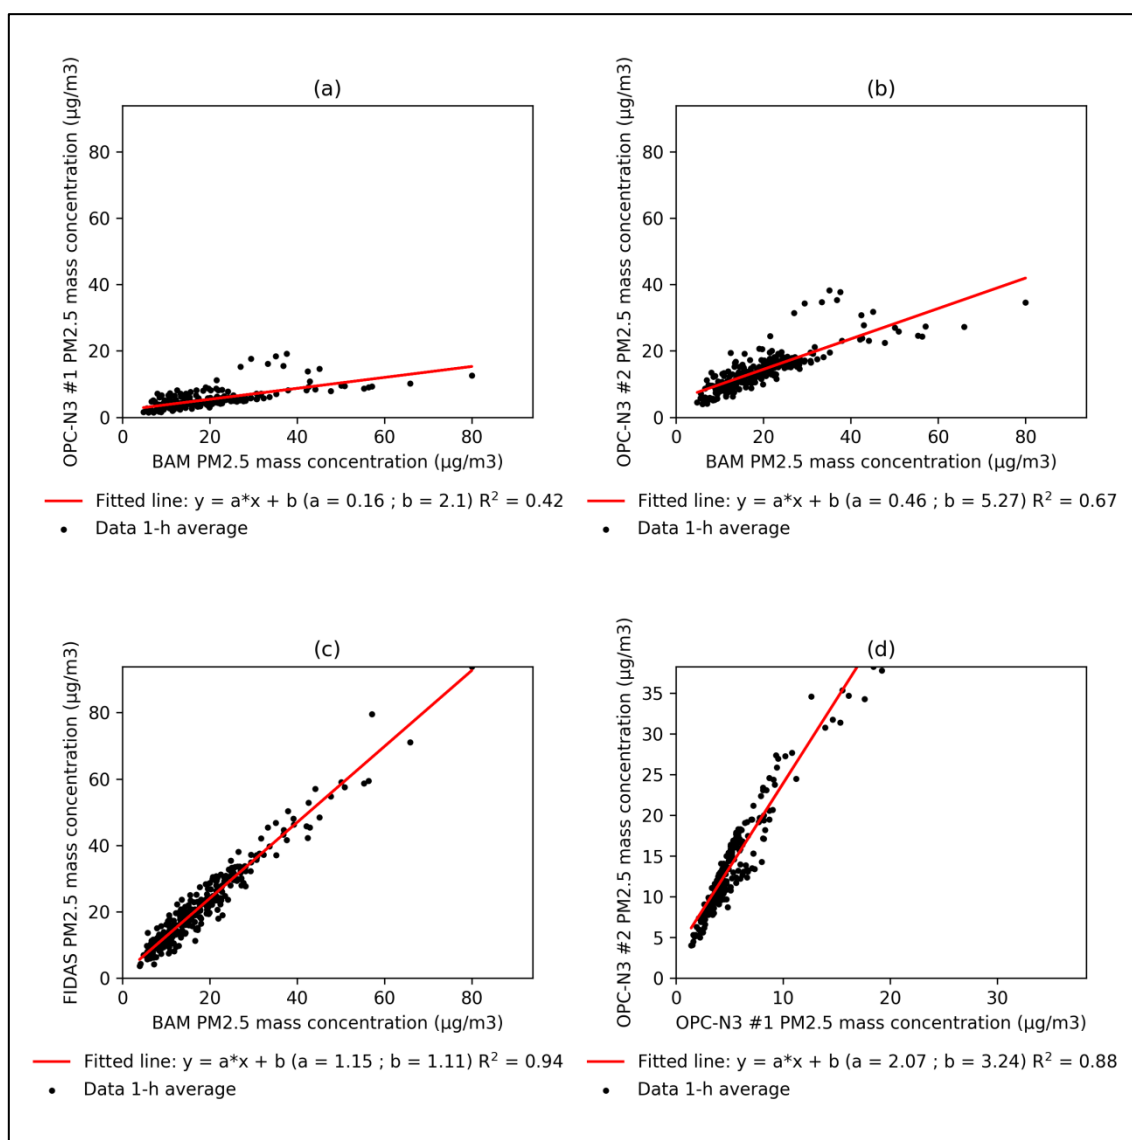 (a)
OPC-N3 #1 PM2.5 mass concentration (µg/m3)
80
60
40
20
0
0 20 40 60 80
BAM PM2.5 mass concentration (µg/m3)
Fitted line: y = a*x + b (a = 0.16 ; b = 2.1) R² = 0.42
Data 1-h average
(b)
OPC-N3 #2 PM2.5 mass concentration (µg/m3)
80
60
40
20
0
0 20 40 60 80
BAM PM2.5 mass concentration (µg/m3)
Fitted line: y = a*x + b (a = 0.46 ; b = 5.27) R² = 0.67
Data 1-h average
(c)
FIDAS PM2.5 mass concentration (µg/m3)
80
60
40
20
0
0 20 40 60 80
BAM PM2.5 mass concentration (µg/m3)
Fitted line: y = a*x + b (a = 1.15 ; b = 1.11) R² = 0.94
Data 1-h average
(d)
OPC-N3 #2 PM2.5 mass concentration (µg/m3)
35
30
25
20
15
10
5
0
0 10 20 30
OPC-N3 #1 PM2.5 mass concentration (µg/m3)
Fitted line: y = a*x + b (a = 2.07 ; b = 3.24) R² = 0.88
Data 1-h average